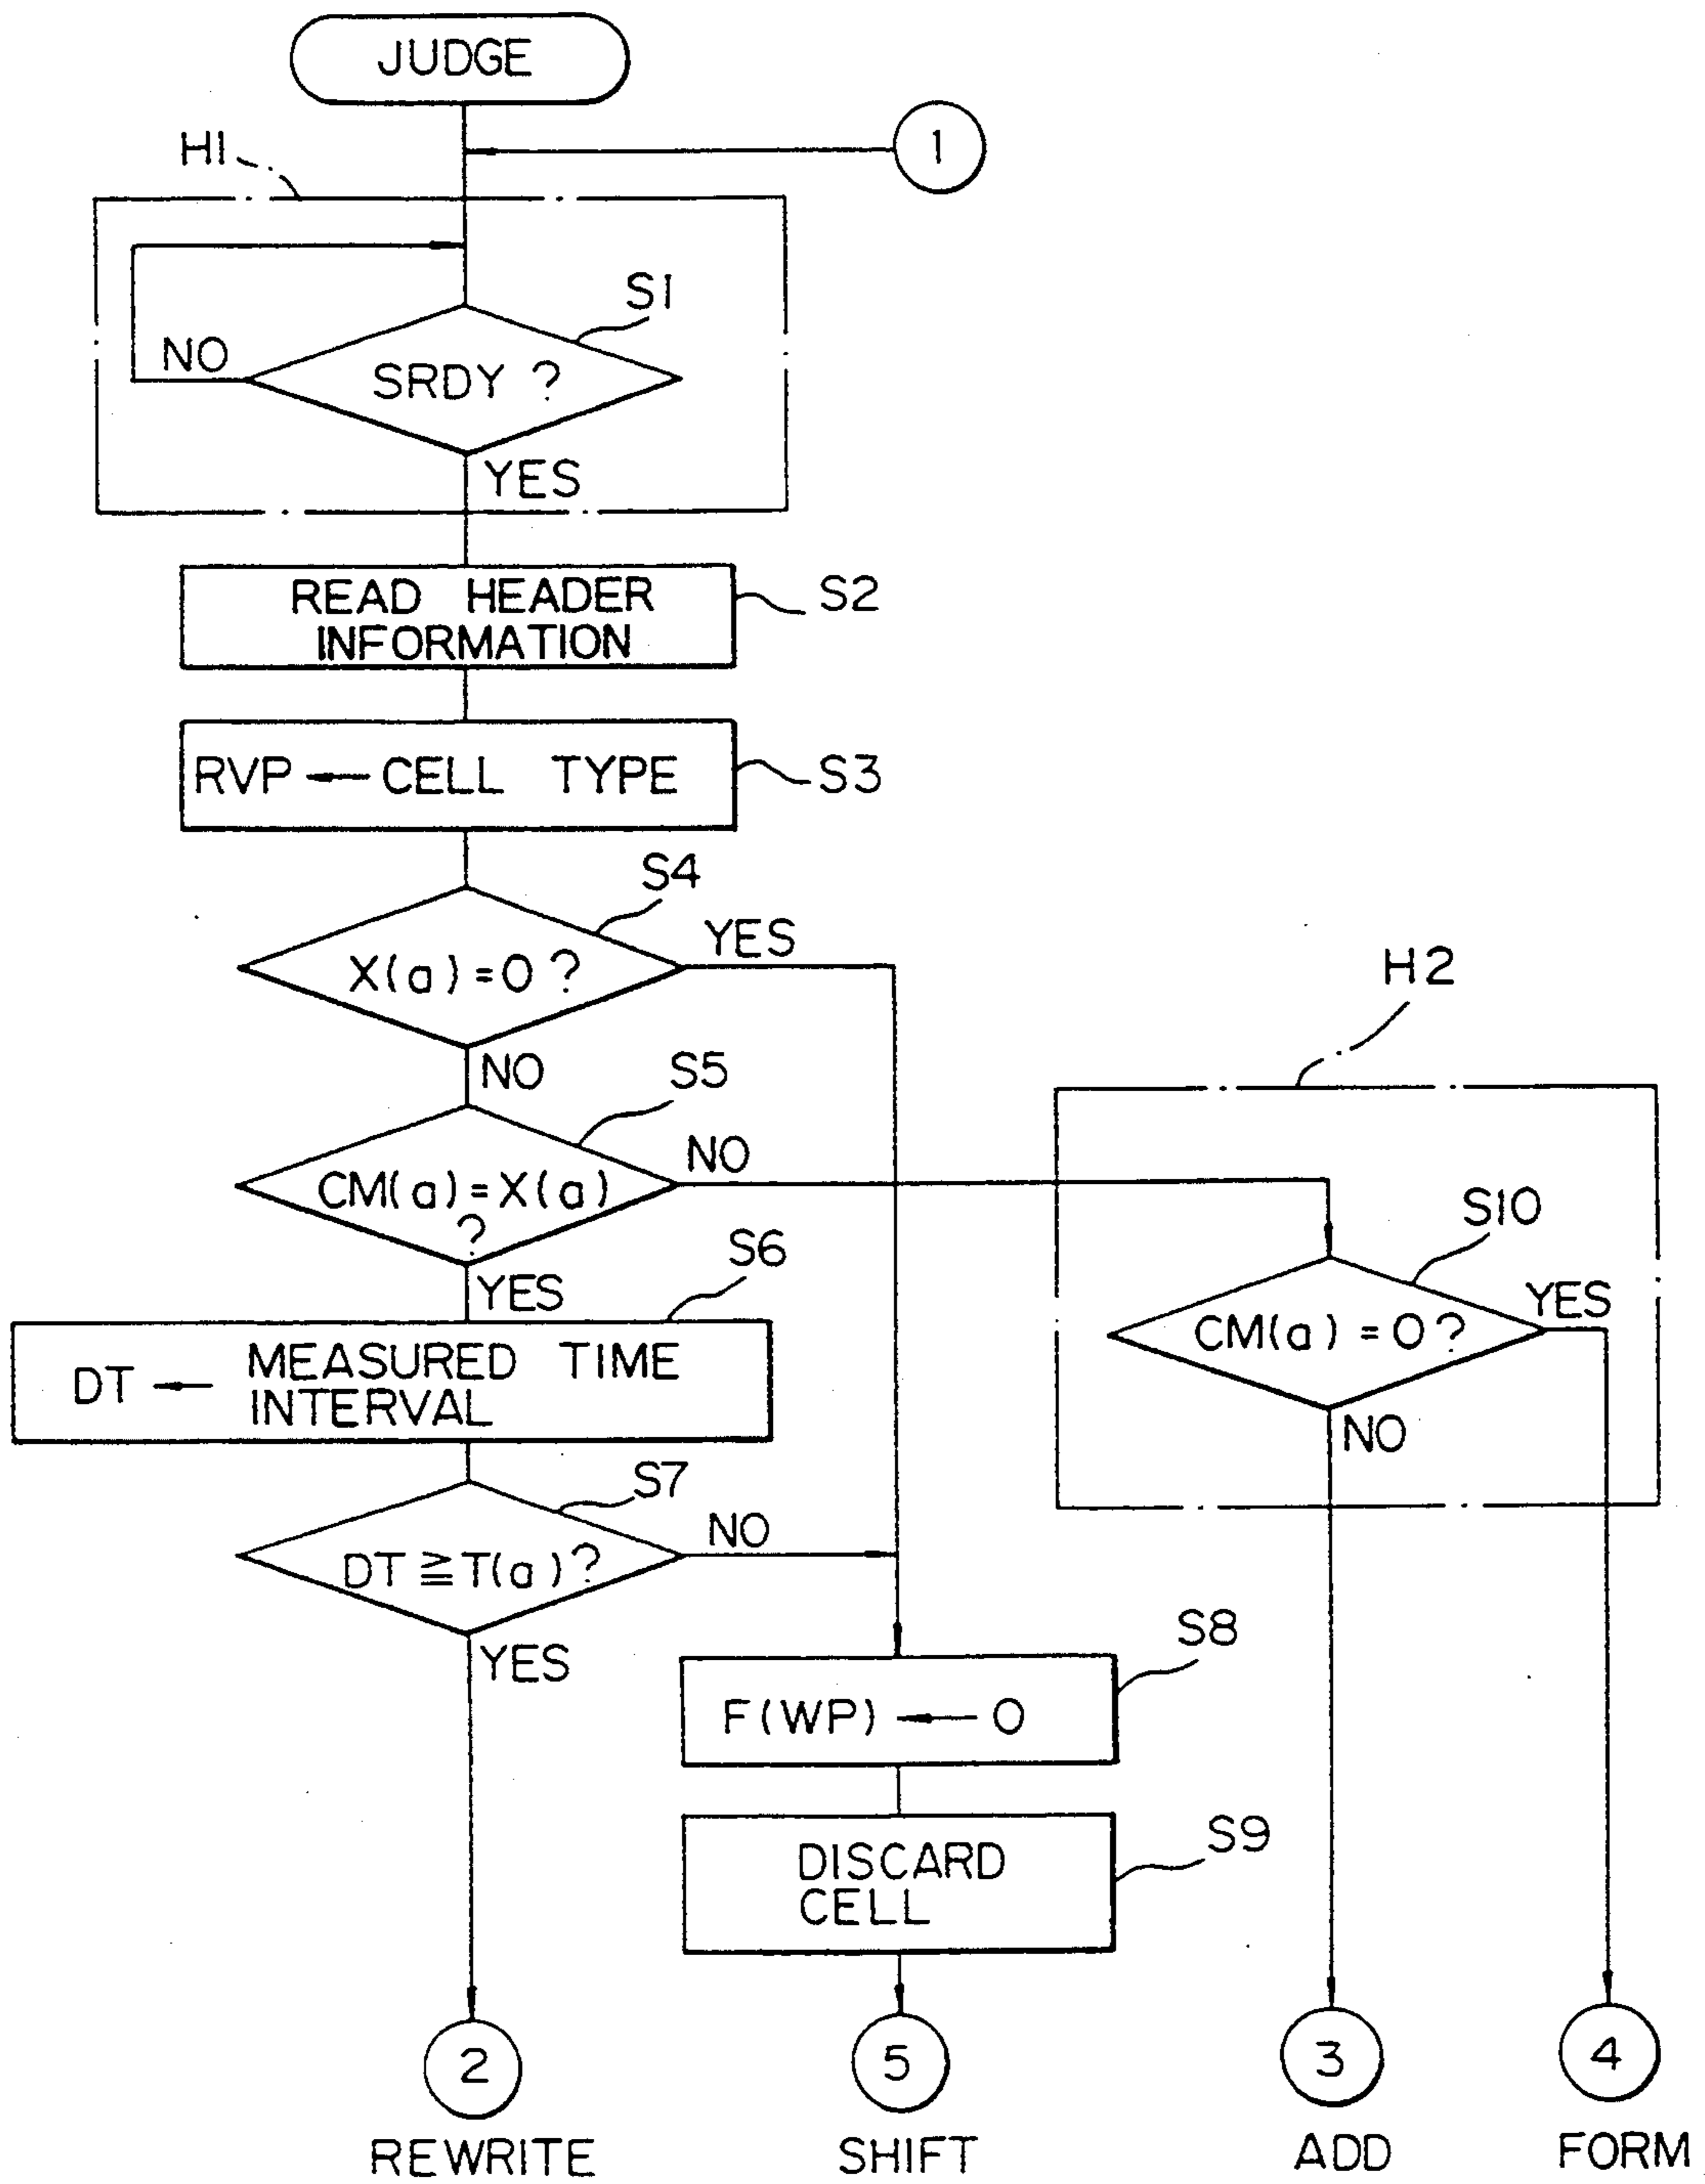 JUDGE
1
H1
S1
NO
SRDY ?
YES
READ HEADER
INFORMATION
S2
RVP ← CELL TYPE
S3
S4
YES
X(a)=0 ?
H2
NO
S5
NO
CM(a)=X(a)
?
S10
S6
YES
YES
CM(a)=0 ?
DT ← MEASURED TIME
INTERVAL
NO
S7
NO
DT ≧ T(a) ?
YES
S8
F(WP) ← 0
S9
DISCARD
CELL
2
5
3
4
REWRITE
SHIFT
ADD
FORM